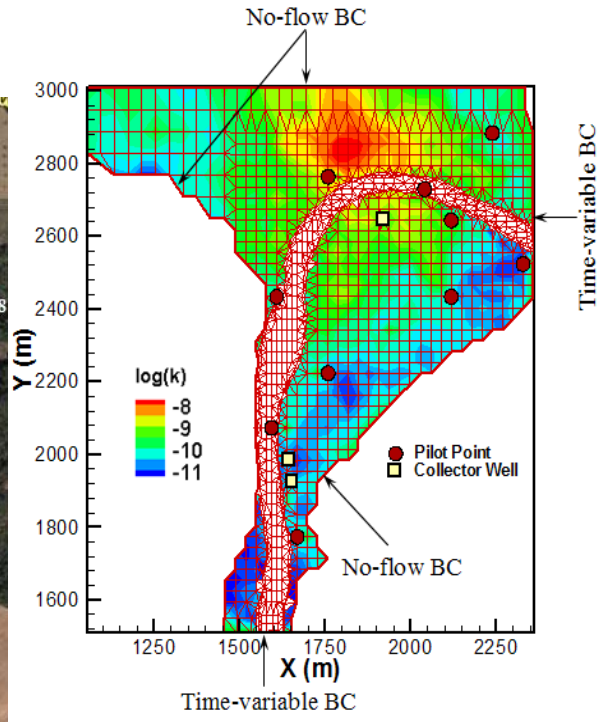 No-flow BC
3000
2800
2600
2400
2200
2000
1800
1600
Y (m)
log(k)
-8
-9
-10
-11
Pilot Point
Collector Well
Time-variable BC
No-flow BC
1250
1500
1750
2000
2250
X (m)
Time-variable BC
8